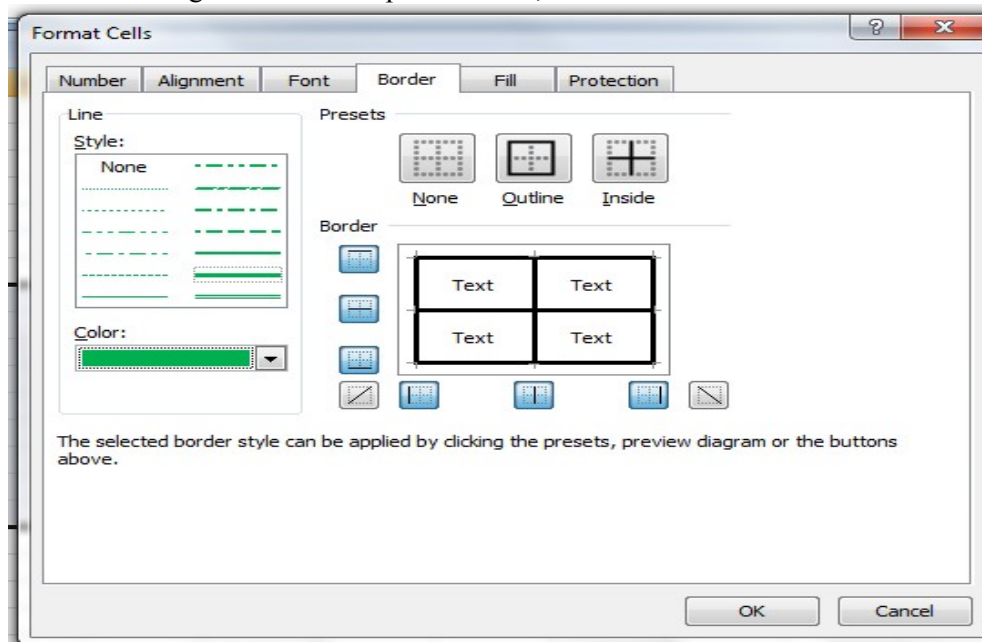 Format Cells
Number Alignment Font Border Fill Protection
Line
Style:
None
Color:
Presets
None Outline Inside
Border
Text Text
Text Text
The selected border style can be applied by clicking the presets, preview diagram or the buttons
above.
OK Cancel